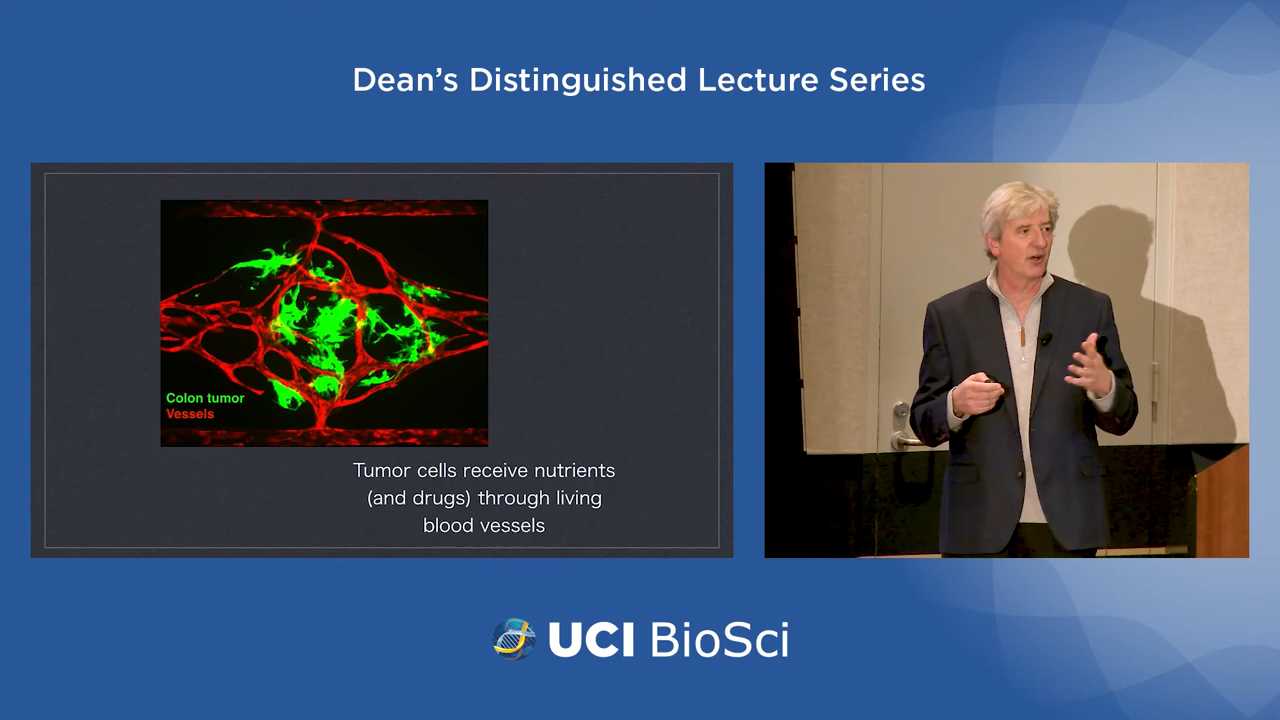 Dean’s Distinguished Lecture Series
Colon tumor
Vessels
Tumor cells receive nutrients
(and drugs) through living
blood vessels
UCI BioSci